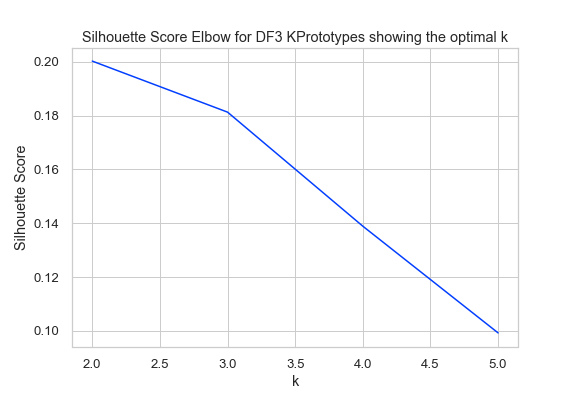 Silhouette Score Elbow for DF3 KPrototypes showing the optimal k
Silhouette Score
0.20
0.18
0.16
0.14
0.12
0.10
2.0 2.5 3.0 3.5 4.0 4.5 5.0
k